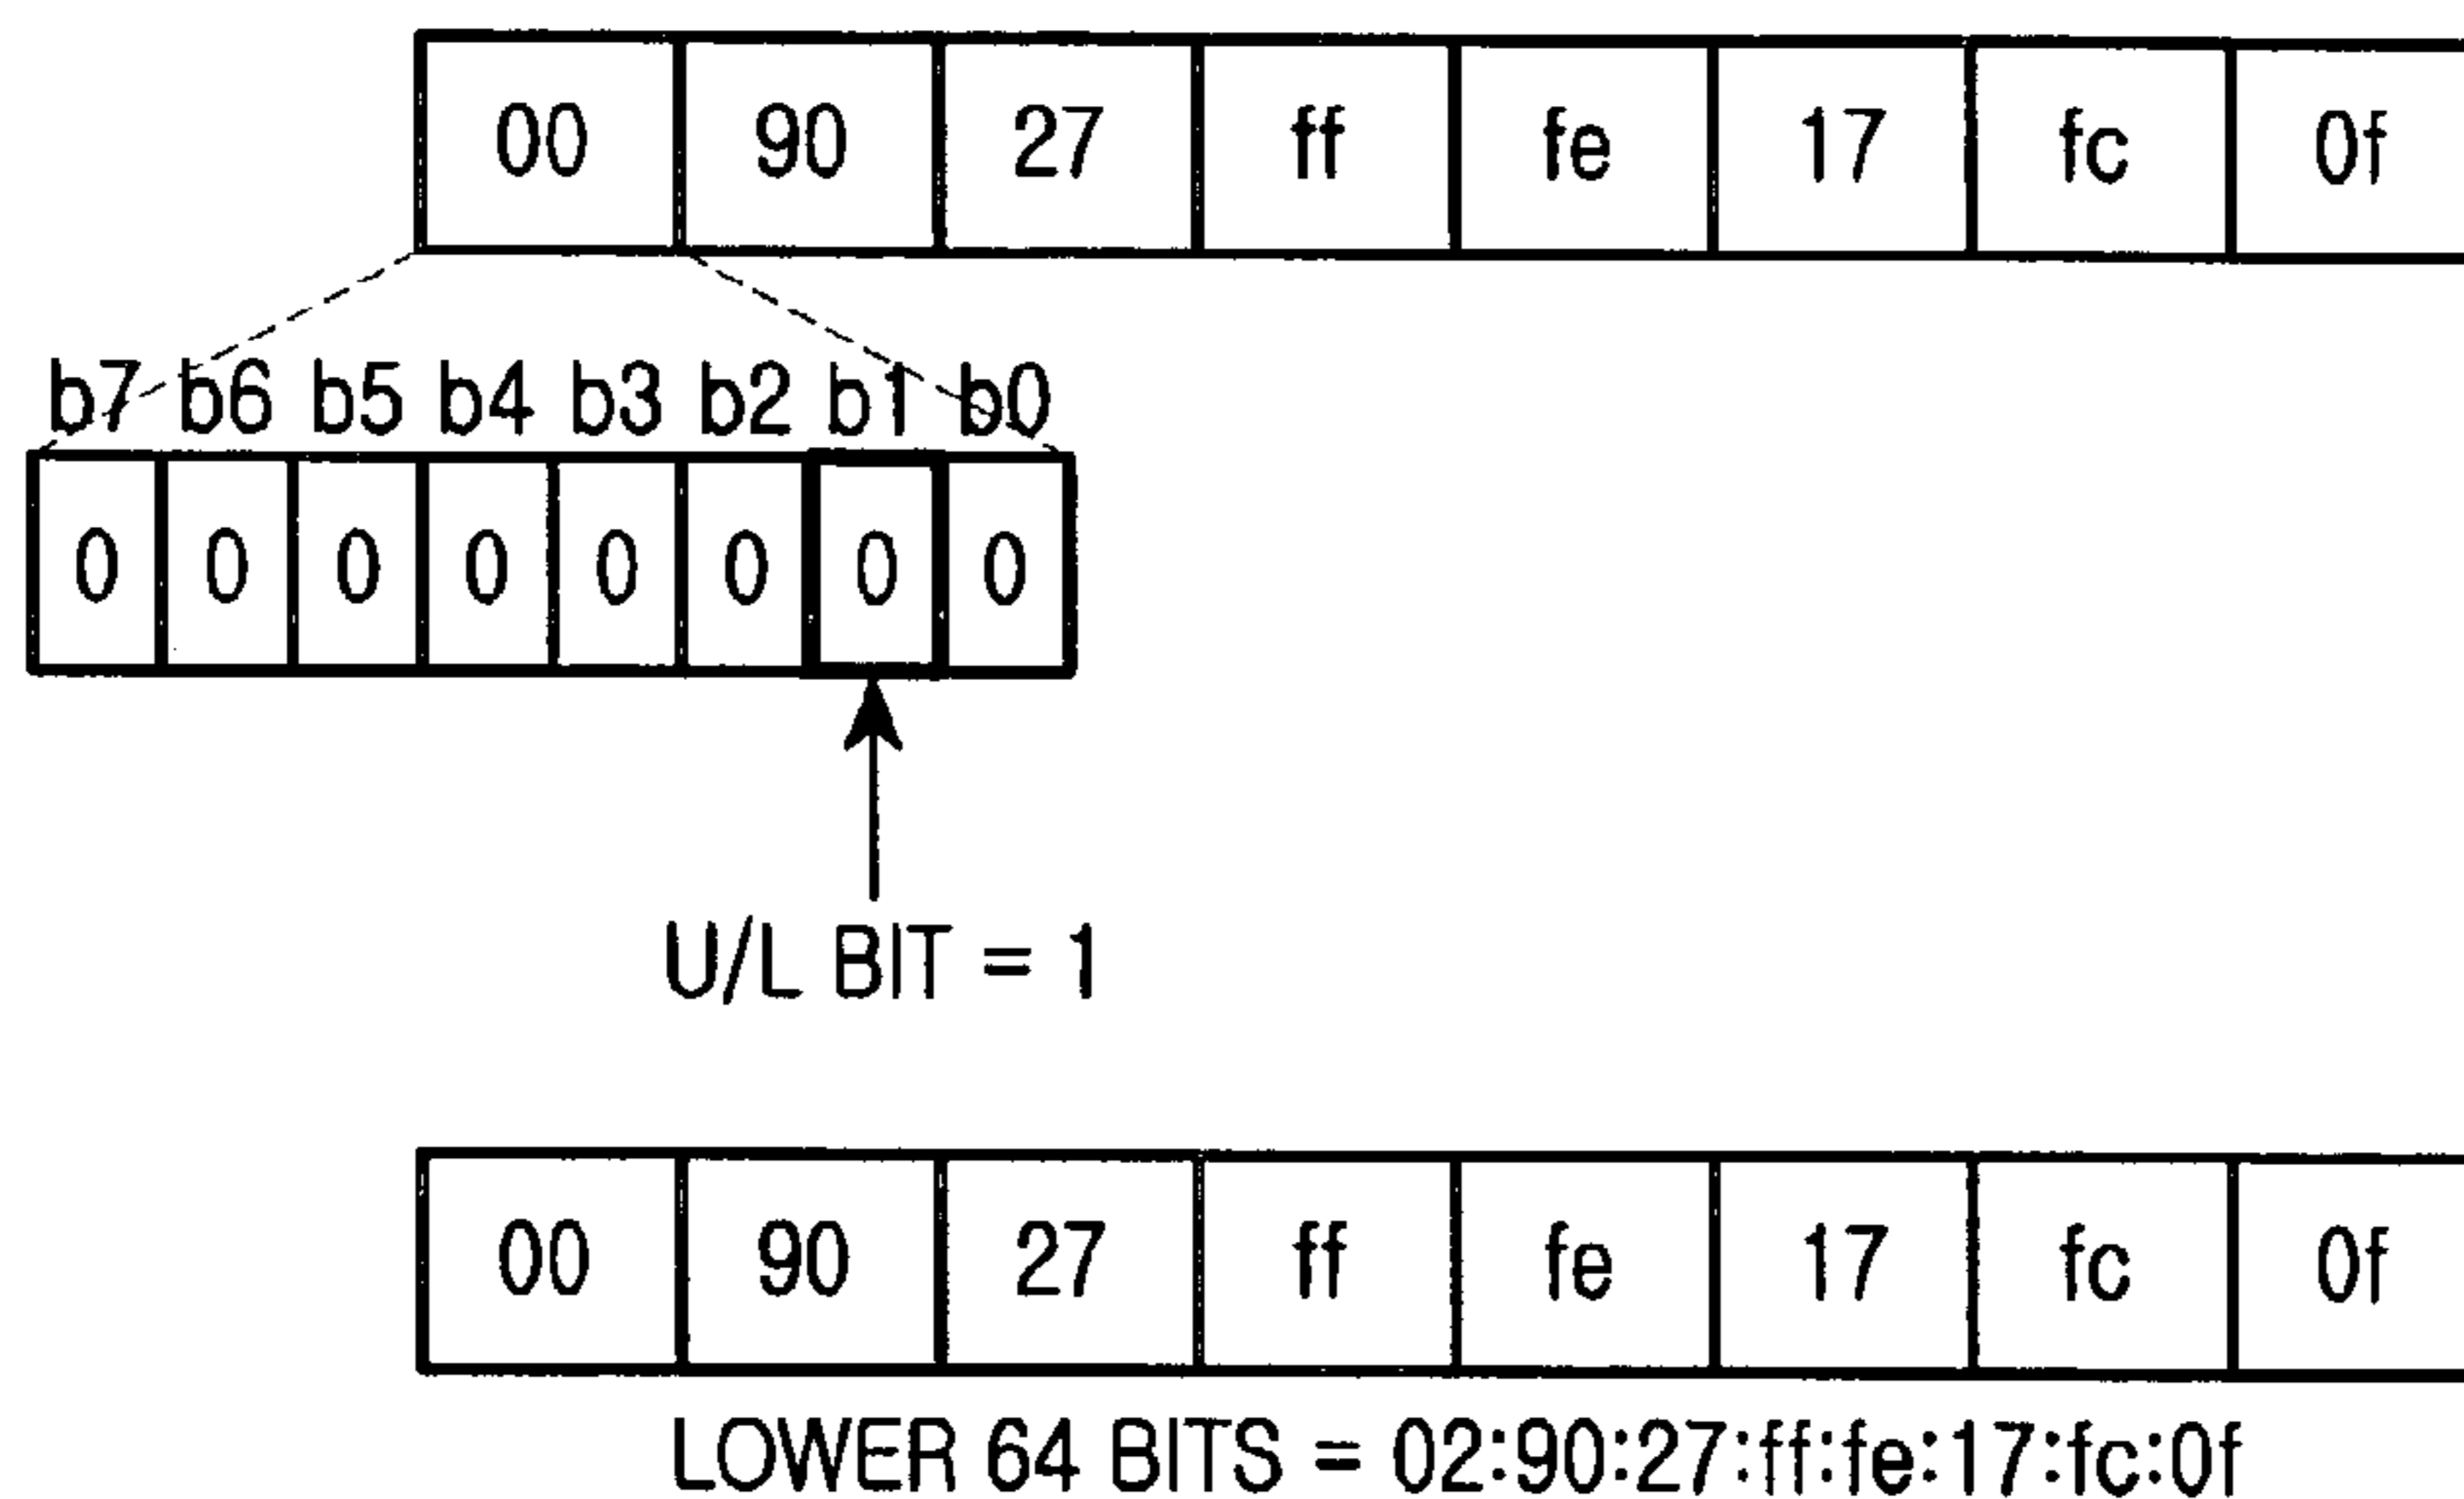 00 90 27 ff fe 17 fc 0f
b7 b6 b5 b4 b3 b2 b1 b0
0 0 0 0 0 0 0 0
U/L BIT = 1
00 90 27 ff fe 17 fc 0f
LOWER 64 BITS = 02:90:27:ff:fe:17:fc:0f